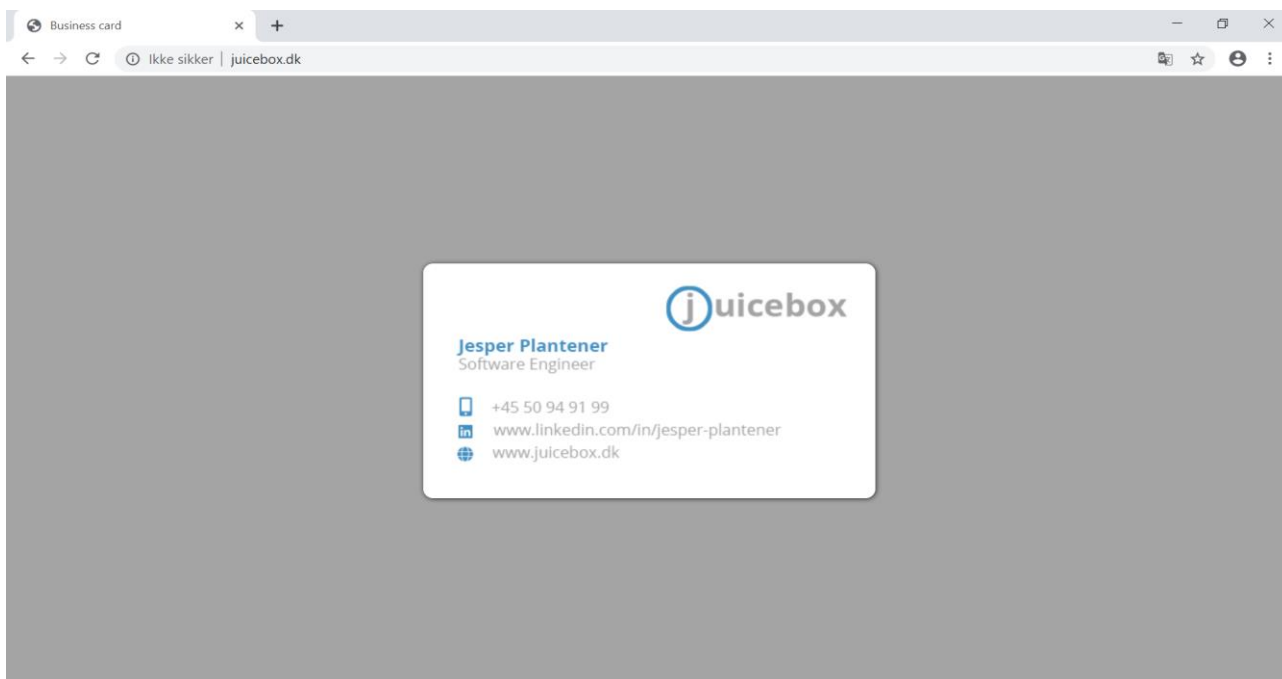 Business card
Ikke sikker | juicebox.dk
juicebox
Jesper Plantener
Software Engineer
+45 50 94 91 99
www.linkedin.com/in/jesper-plantener
www.juicebox.dk